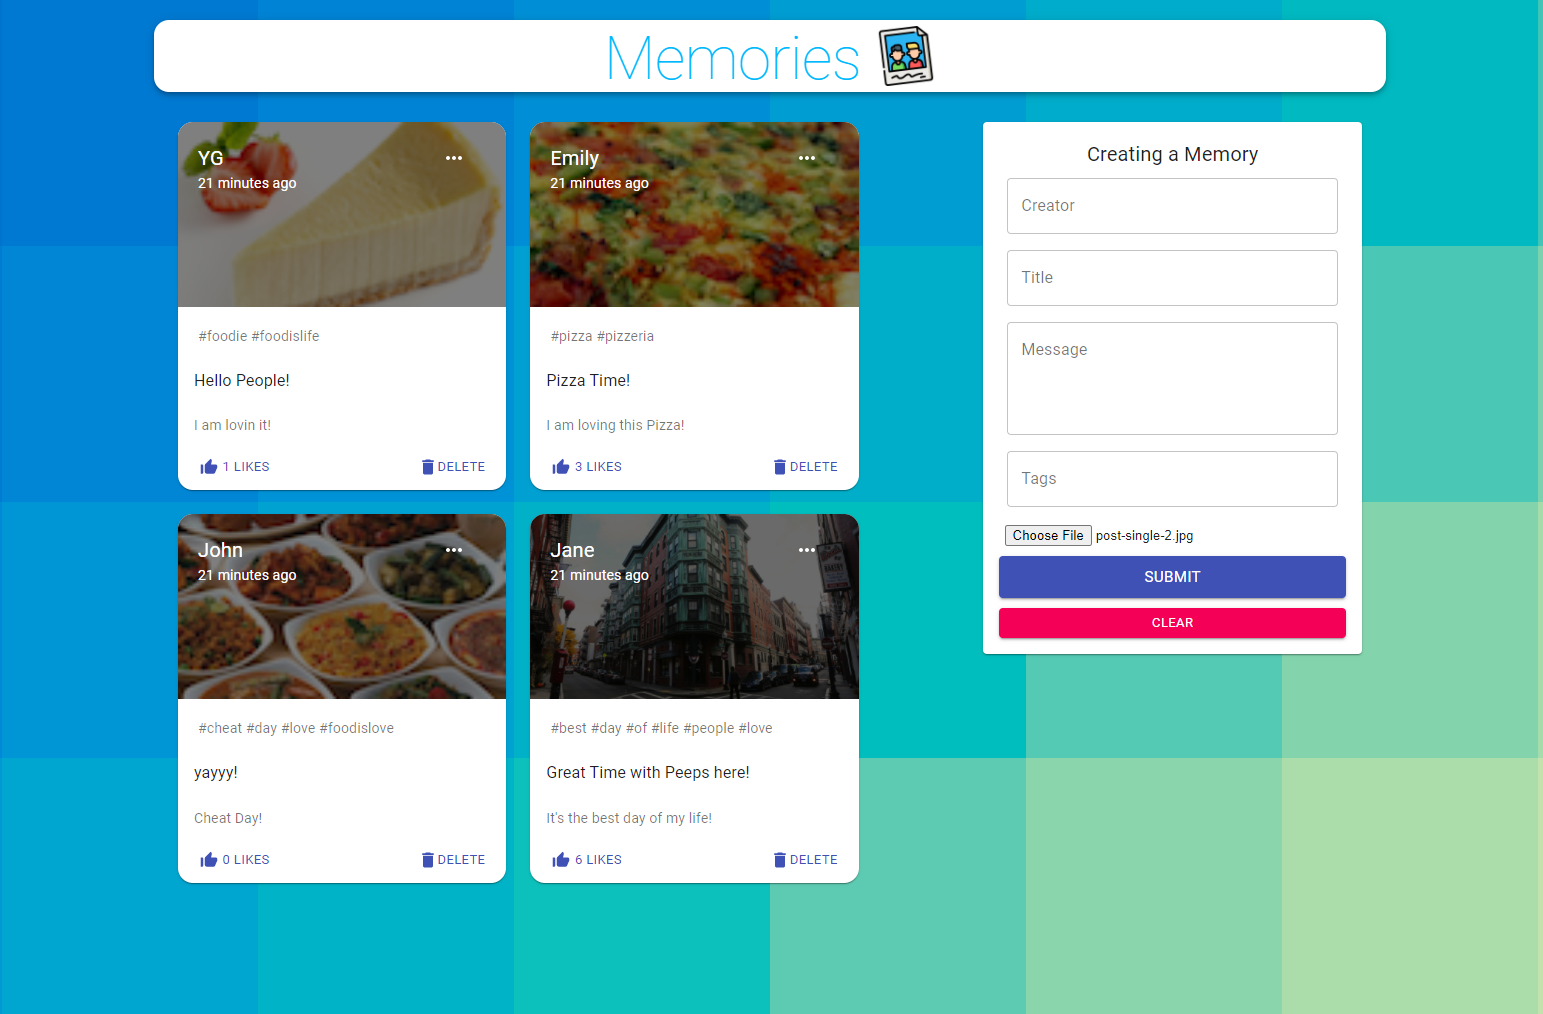 Memories
YG
21 minutes ago
#foodie #foodislife
Hello People!
I am lovin it!
1 LIKES
DELETE
Emily
21 minutes ago
#pizza #pizzeria
Pizza Time!
I am loving this Pizza!
3 LIKES
DELETE
John
21 minutes ago
#cheat #day #love #foodislove
yayyy!
Cheat Day!
0 LIKES
DELETE
Jane
21 minutes ago
#best #day #of #life #people #love
Great Time with Peeps here!
It's the best day of my life!
6 LIKES
DELETE
Creating a Memory
Creator
Title
Message
Tags
Choose File post-single-2.jpg
SUBMIT
CLEAR